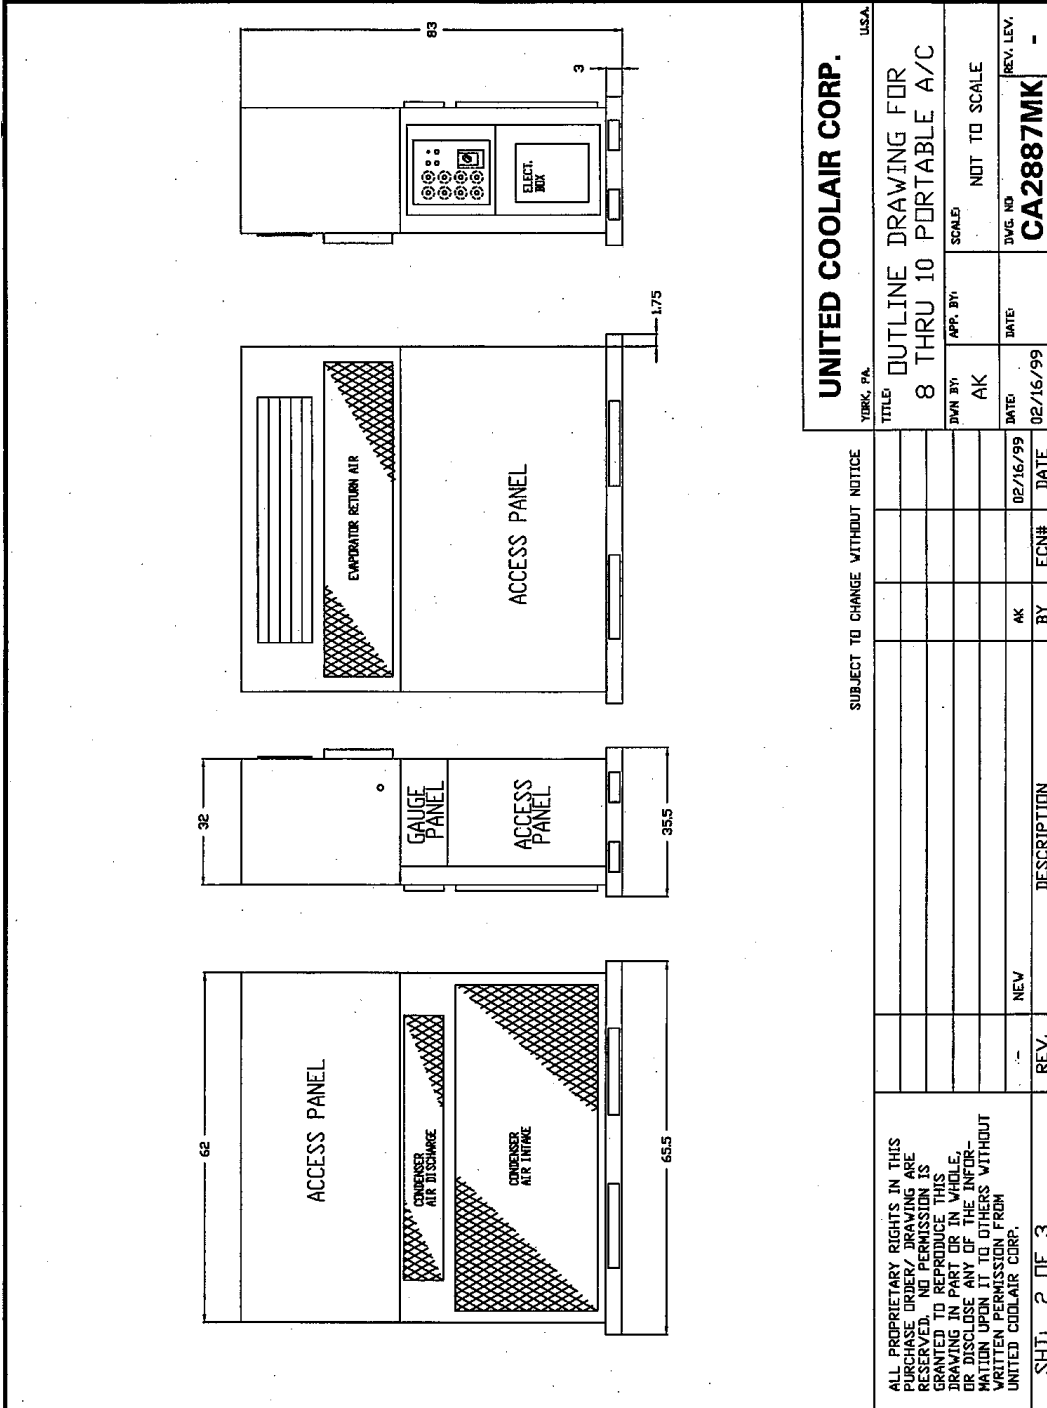 83
3
ELECT.
BOX
1.75
EVAPORATOR RETURN AIR
ACCESS PANEL
32
GAUGE
PANEL
ACCESS
PANEL
35.5
62
ACCESS PANEL
CONDENSER
AIR DISCHARGE
CONDENSER
AIR INTAKE
65.5
SUBJECT TO CHANGE WITHOUT NOTICE
UNITED COOLAIR CORP.
YORK, PA. U.S.A.
TITLE: OUTLINE DRAWING FOR
8 THRU 10 PORTABLE A/C
DWN BY: APP. BY: SCALE:
AK NOT TO SCALE
DATE: DATE: DWG. NO: REV. LEV.
02/16/99 CA2887MK -
- NEW AK 02/16/99
REV. DESCRIPTION BY ECN# DATE
ALL PROPRIETARY RIGHTS IN THIS
PURCHASE ORDER/ DRAWING ARE
RESERVED. NO PERMISSION IS
GRANTED TO REPRODUCE THIS
DRAWING IN PART OR IN WHOLE,
OR DISCLOSE ANY OF THE INFOR-
MATION UPON IT TO OTHERS WITHOUT
WRITTEN PERMISSION FROM
UNITED COOLAIR CORP.
SHT: 2 OF 3